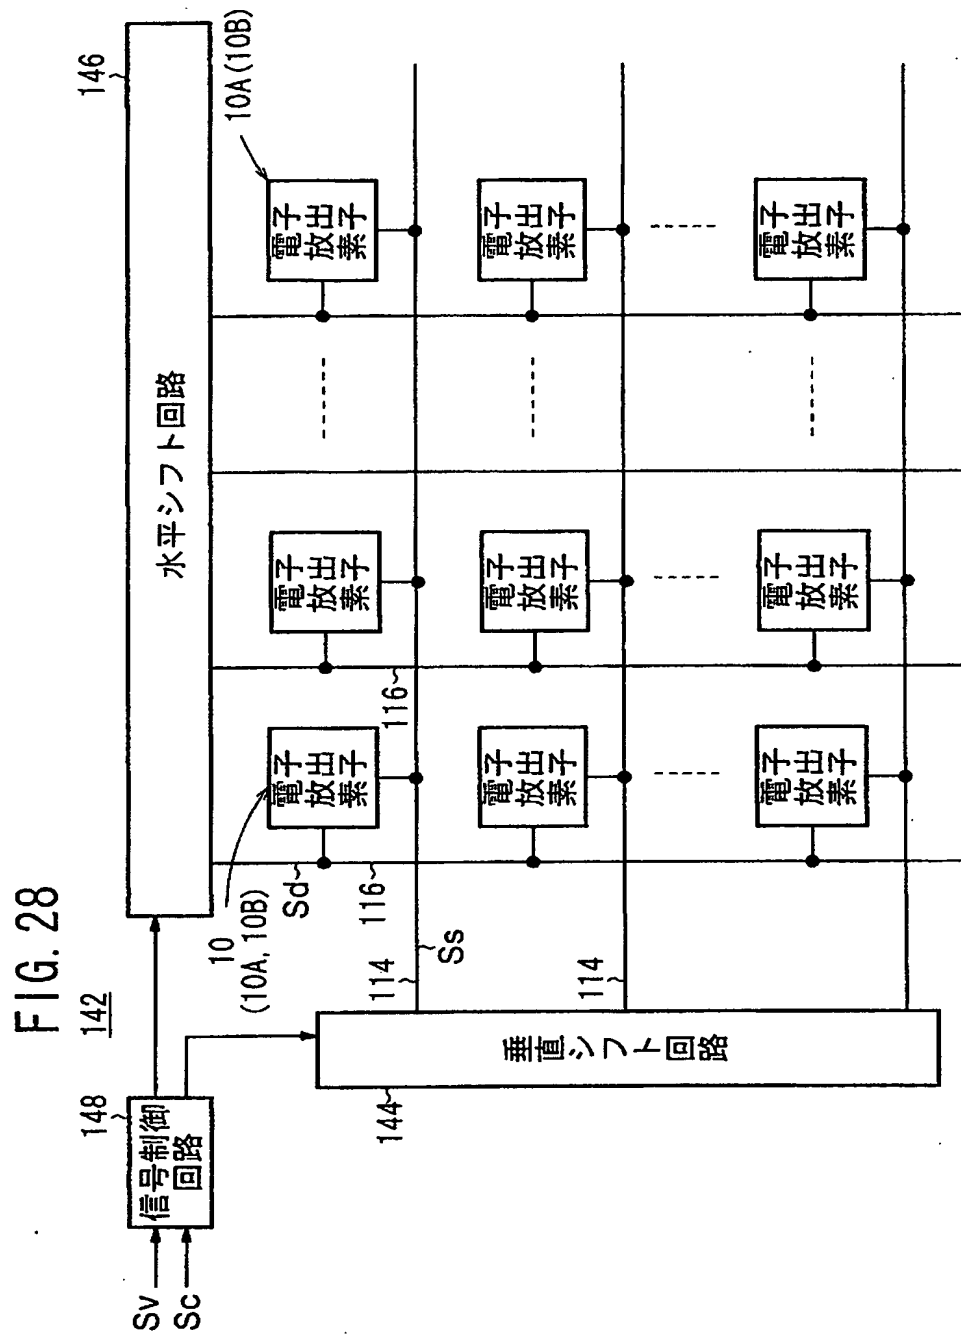 FIG. 28
142
Sv
Sc
148
信号制御
回路
146
水平シフト回路
144
垂直シフト回路
10
(10A, 10B)
10A(10B)
Sd
116
116
114
Ss
114
電子
放出
素子
電子
放出
素子
電子
放出
素子
電子
放出
素子
電子
放出
素子
電子
放出
素子
電子
放出
素子
電子
放出
素子
電子
放出
素子